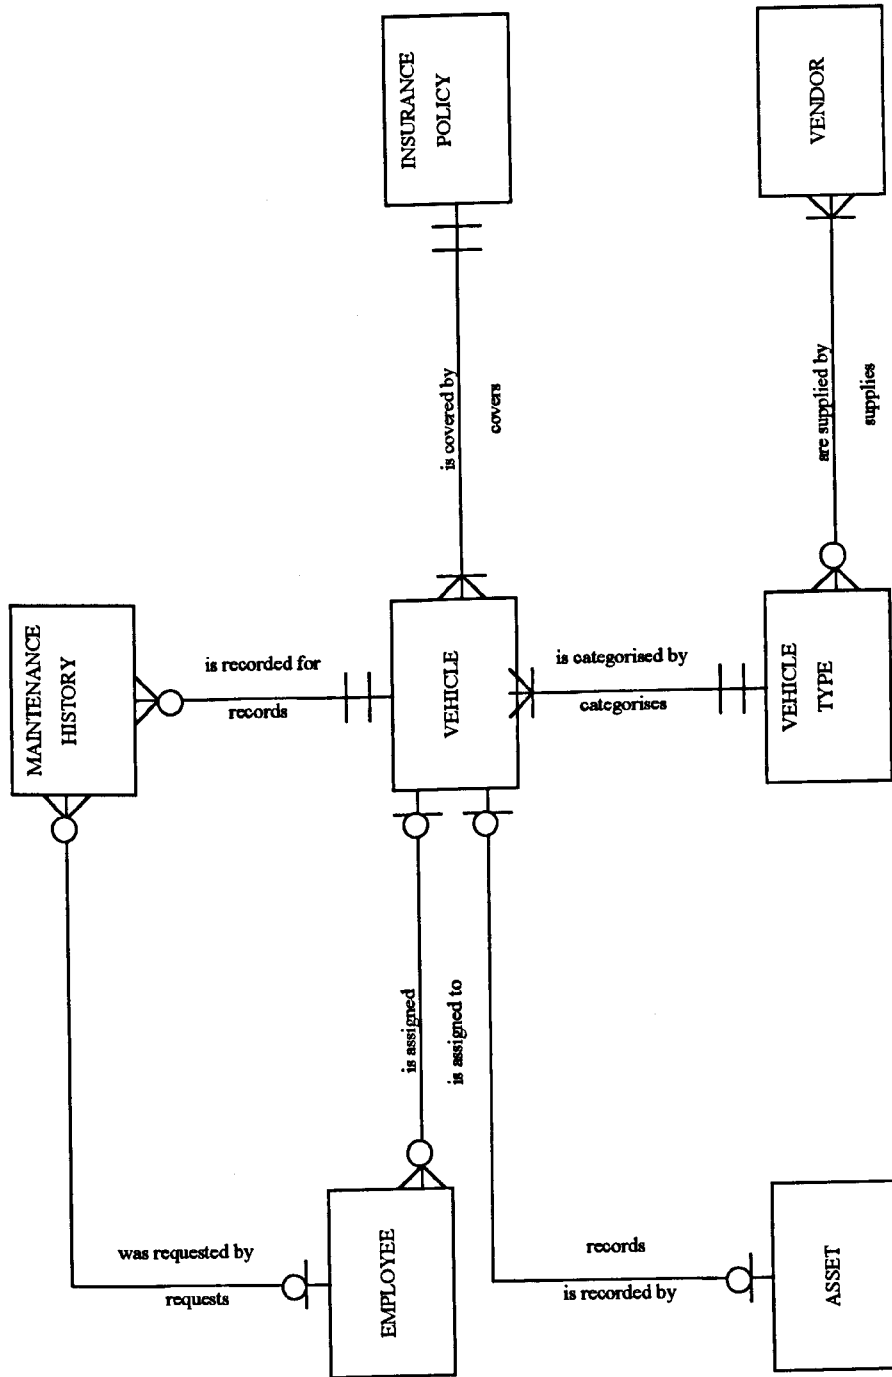 MAINTENANCE
HISTORY
INSURANCE
POLICY
VENDOR
is recorded for
records
is covered by
covers
are supplied by
supplies
VEHICLE
is categorised by
categorises
VEHICLE
TYPE
was requested by
requests
is assigned
is assigned to
records
is recorded by
EMPLOYEE
ASSET